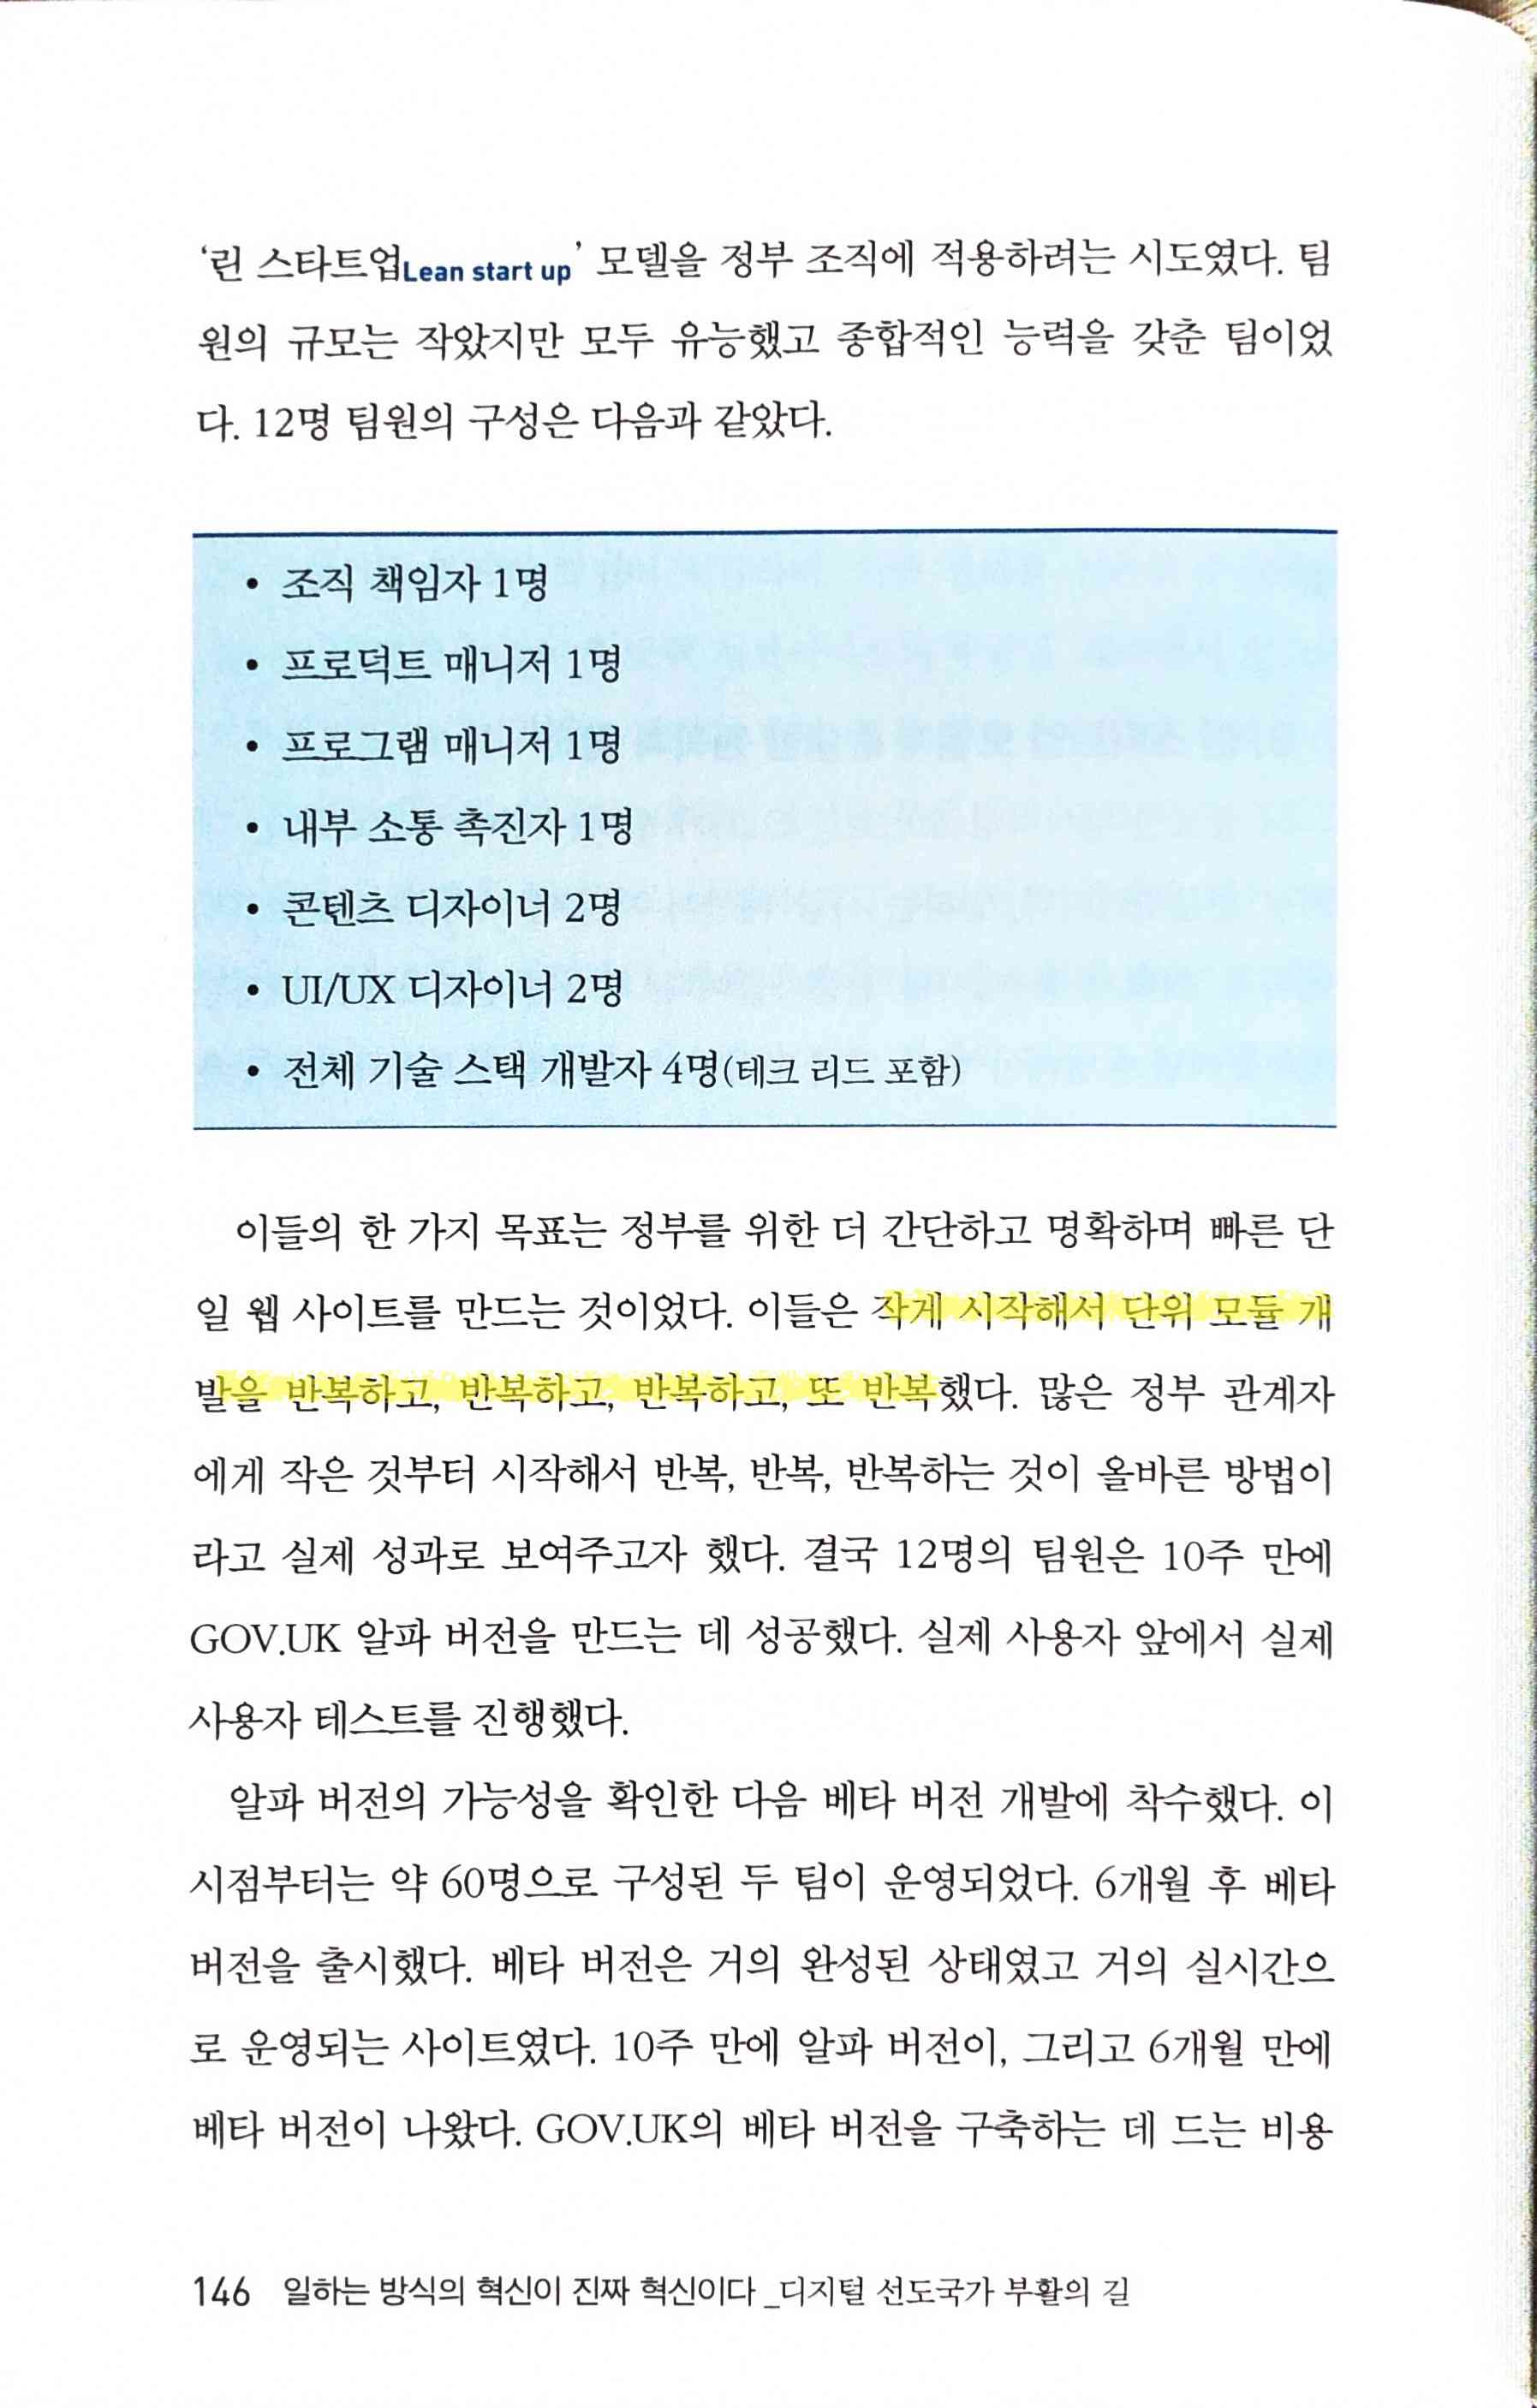 ‘린 스타트업Lean start up’ 모델을 정부 조직에 적용하려는 시도였다. 팀
원의 규모는 작았지만 모두 유능했고 종합적인 능력을 갖춘 팀이었
다. 12명 팀원의 구성은 다음과 같았다.
• 조직 책임자 1명
• 프로덕트 매니저 1명
• 프로그램 매니저 1명
• 내부 소통 촉진자 1명
• 콘텐츠 디자이너 2명
• UI/UX 디자이너 2명
• 전체 기술 스택 개발자 4명(테크 리드 포함)
이들의 한 가지 목표는 정부를 위한 더 간단하고 명확하며 빠른 단
일 웹 사이트를 만드는 것이었다. 이들은 작게 시작해서 단위 모듈 개
발을 반복하고, 반복하고, 반복하고, 또 반복했다. 많은 정부 관계자
에게 작은 것부터 시작해서 반복, 반복, 반복하는 것이 올바른 방법이
라고 실제 성과로 보여주고자 했다. 결국 12명의 팀원은 10주 만에
GOV.UK 알파 버전을 만드는 데 성공했다. 실제 사용자 앞에서 실제
사용자 테스트를 진행했다.
알파 버전의 가능성을 확인한 다음 베타 버전 개발에 착수했다. 이
시점부터는 약 60명으로 구성된 두 팀이 운영되었다. 6개월 후 베타
버전을 출시했다. 베타 버전은 거의 완성된 상태였고 거의 실시간으
로 운영되는 사이트였다. 10주 만에 알파 버전이, 그리고 6개월 만에
베타 버전이 나왔다. GOV.UK의 베타 버전을 구축하는 데 드는 비용
146 일하는 방식의 혁신이 진짜 혁신이다_디지털 선도국가 부활의 길